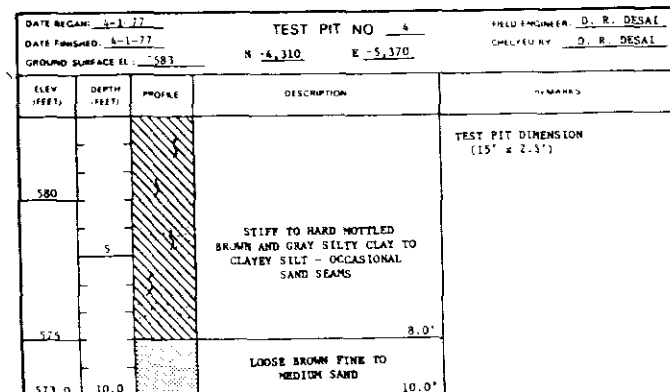 DATE BEGAN: 4-1-77
TEST PIT NO 4
FIELD ENGINEER: D. R. DESAI
DATE FINISHED: 4-1-77
CHECKED BY D. R. DESAI
N -4,310 E -5,370
GROUND SURFACE EL: 583
ELEV (FEET)
DEPTH (FEET)
PROFILE
DESCRIPTION
REMARKS
TEST PIT DIMENSION
(15' x 2.5')
580
STIFF TO HARD MOTTLED
BROWN AND GRAY SILTY CLAY TO
5
CLAYEY SILT - OCCASIONAL
SAND SEAMS
575
8.0'
LOOSE BROWN FINE TO
MEDIUM SAND
573.0
10.0
10.0'